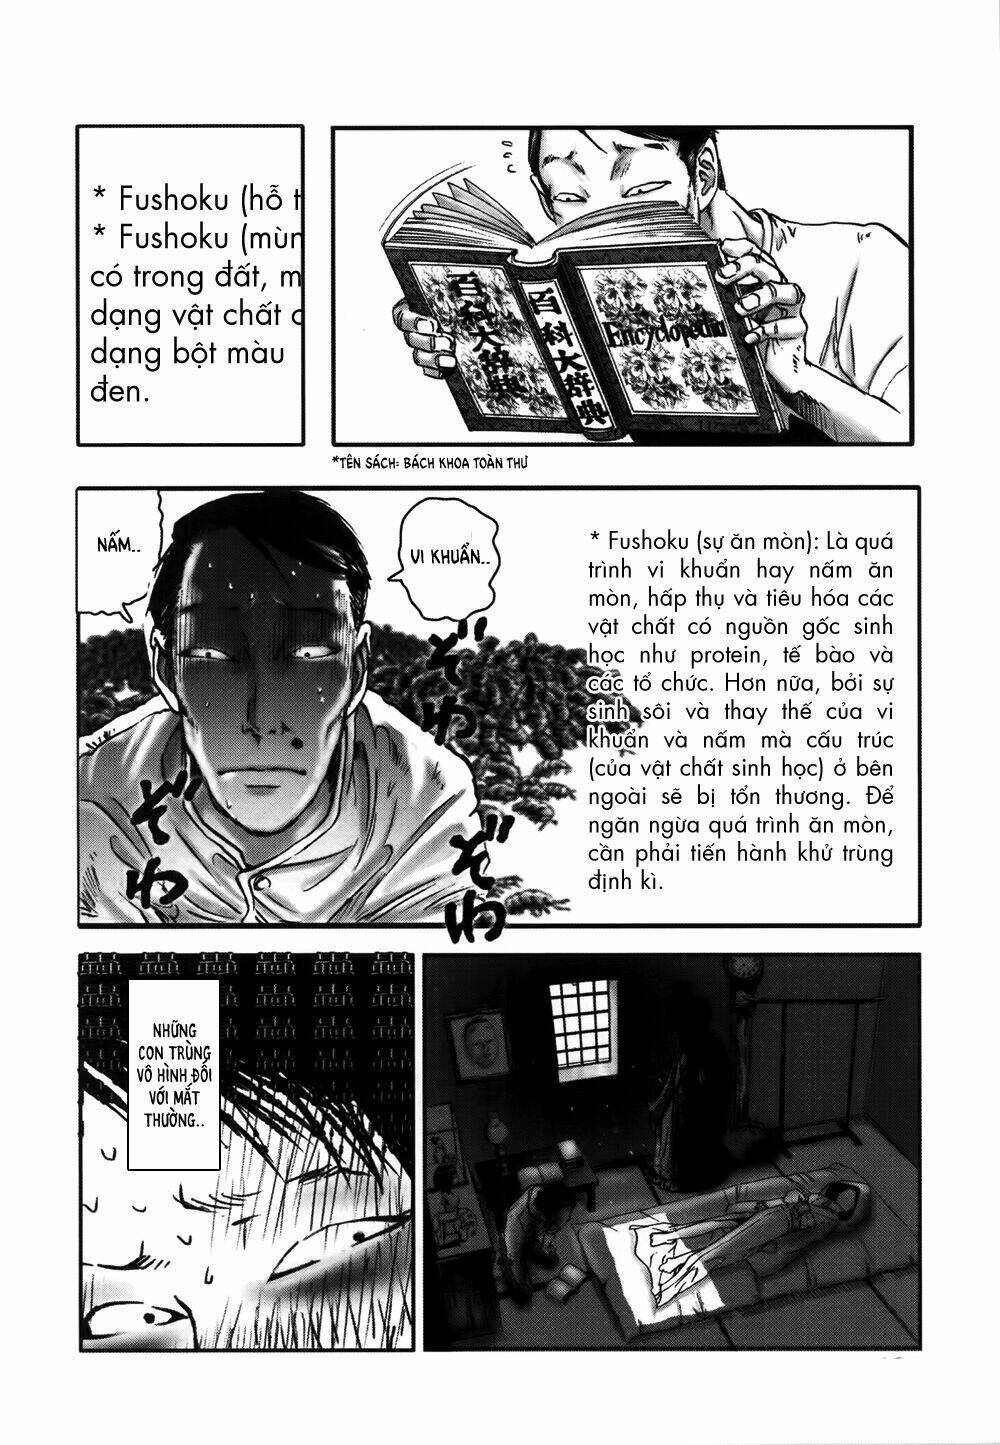 * Fushoku (hỗ t
* Fushoku (mùn
có trong đất, m
dạng vật chất
dạng bột màu
đen.
Encyclopedia
百科大辞典
百科大辞典
*TÊN SÁCH: BÁCH KHOA TOÀN THƯ
NẤM..
VI KHUẨN..
* Fushoku (sự ăn mòn): Là quá
trình vi khuẩn hay nấm ăn
mòn, hấp thụ và tiêu hóa các
vật chất có nguồn gốc sinh
học như protein, tế bào và
các tổ chức. Hơn nữa, bởi sự
sinh sôi và thay thế của vi
khuẩn và nấm mà cấu trúc
(của vật chất sinh học) ở bên
ngoài sẽ bị tổn thương. Để
ngăn ngừa quá trình ăn mòn,
cần phải tiến hành khử trùng
định kì.
ぞわ
ぞわ
ぞわ
NHỮNG
CON TRÙNG
VÔ HÌNH ĐỐI
VỚI MẮT
THƯỜNG..